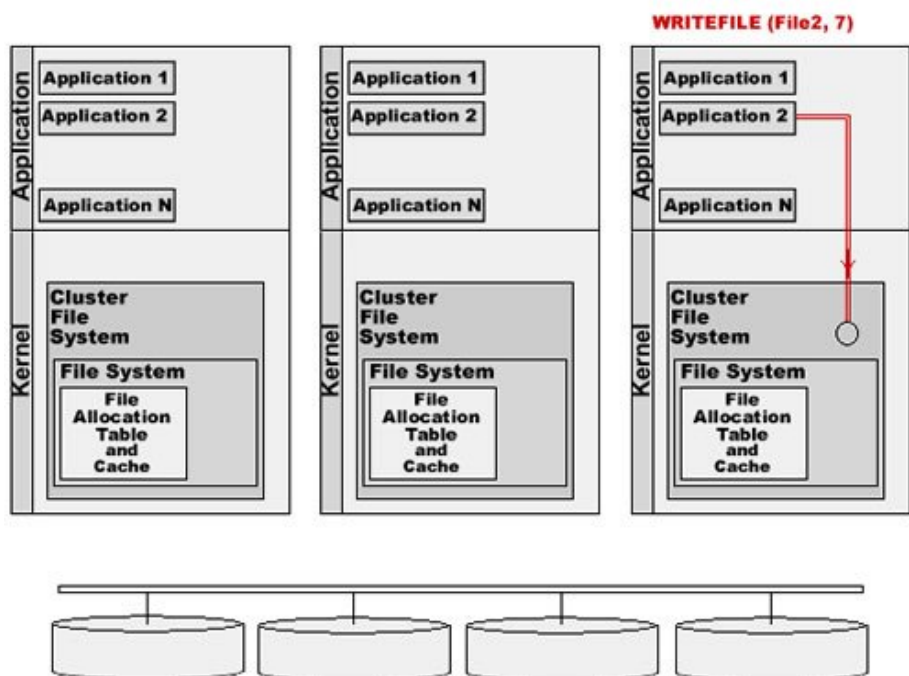 WRITEFILE (File2, 7)
Application
Application 1
Application 2
Application N
Kernel
Cluster
File
System
File System
File
Allocation
Table
and
Cache
Application
Application 1
Application 2
Application N
Kernel
Cluster
File
System
File System
File
Allocation
Table
and
Cache
Application
Application 1
Application 2
Application N
Kernel
Cluster
File
System
File System
File
Allocation
Table
and
Cache